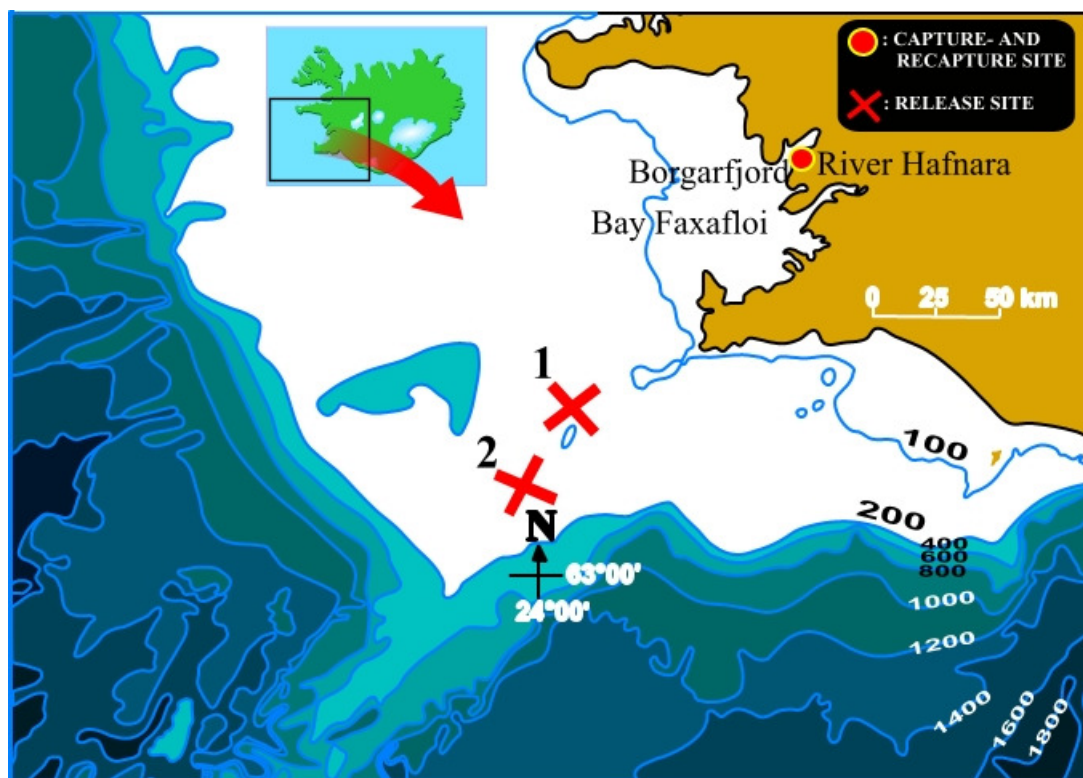 : CAPTURE- AND
RECAPTURE SITE
: RELEASE SITE
Borgarfjord
River Hafnara
Bay Faxafloi
0 25 50 km
1
2
100
200
N
400
600
800
63°00'
24°00'
1000
1200
1400
1600
1800